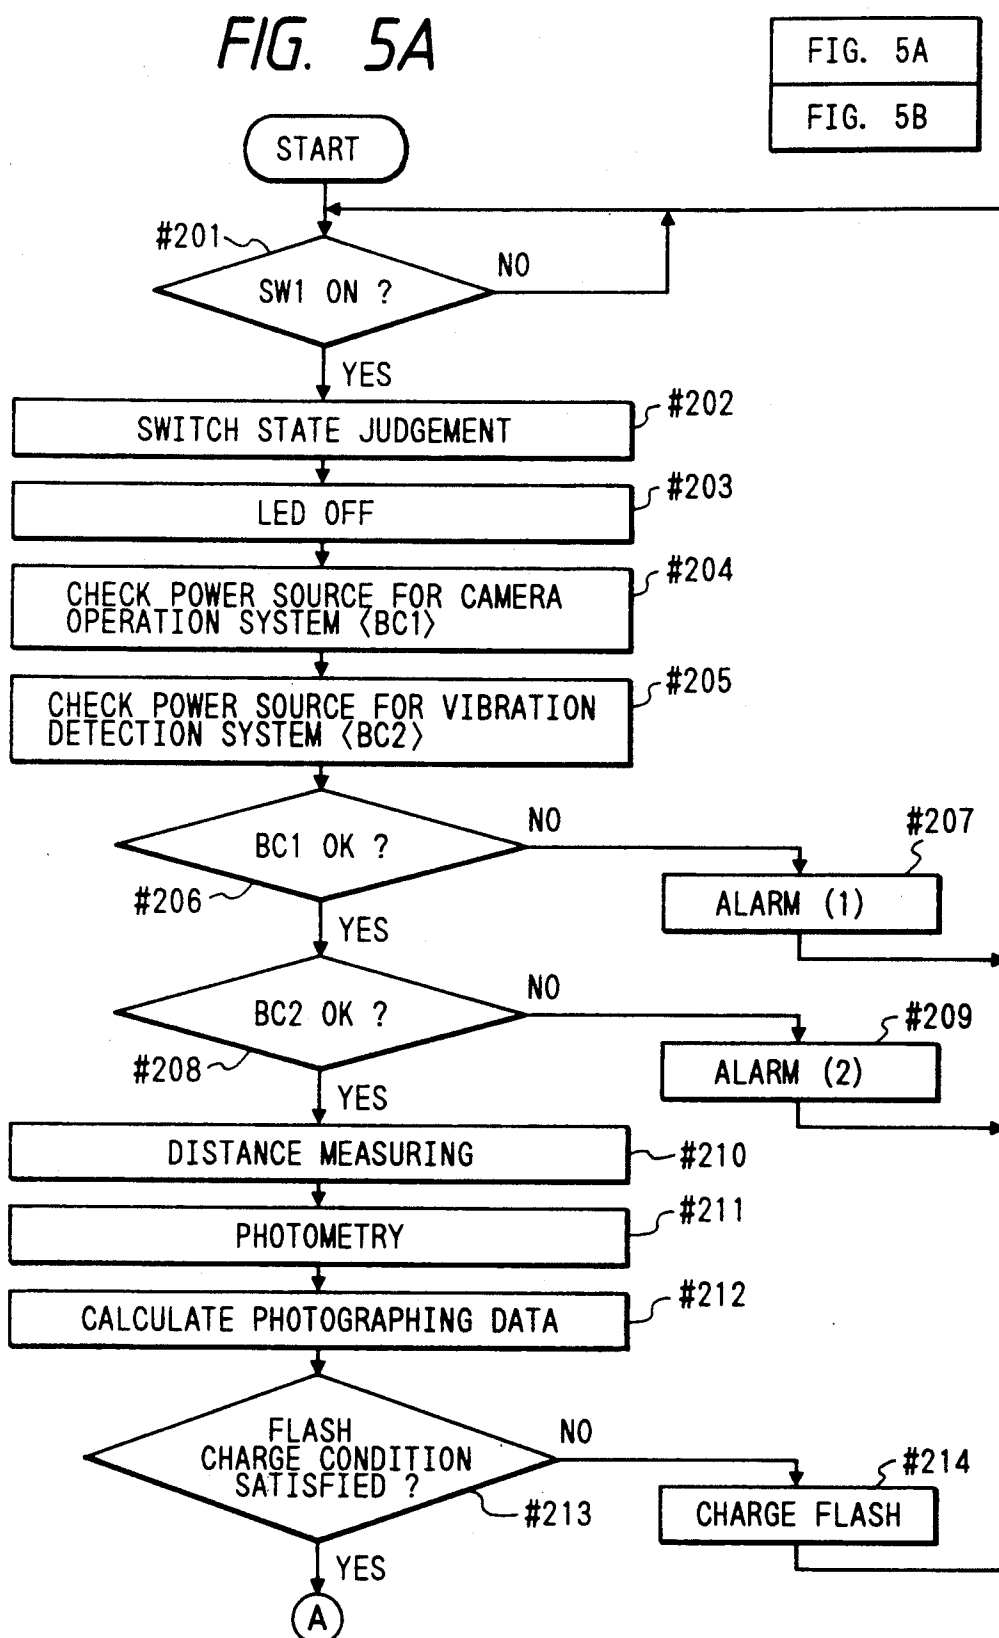 FIG. 5A
FIG. 5A
FIG. 5B
START
#201
SW1 ON ?
NO
YES
#202
SWITCH STATE JUDGEMENT
#203
LED OFF
#204
CHECK POWER SOURCE FOR CAMERA
OPERATION SYSTEM 〈BC1〉
#205
CHECK POWER SOURCE FOR VIBRATION
DETECTION SYSTEM 〈BC2〉
BC1 OK ?
NO
#206
YES
#207
ALARM (1)
BC2 OK ?
NO
#208
YES
#209
ALARM (2)
DISTANCE MEASURING
#210
PHOTOMETRY
#211
CALCULATE PHOTOGRAPHING DATA
#212
FLASH
CHARGE CONDITION
SATISFIED ?
NO
#213
#214
CHARGE FLASH
YES
A